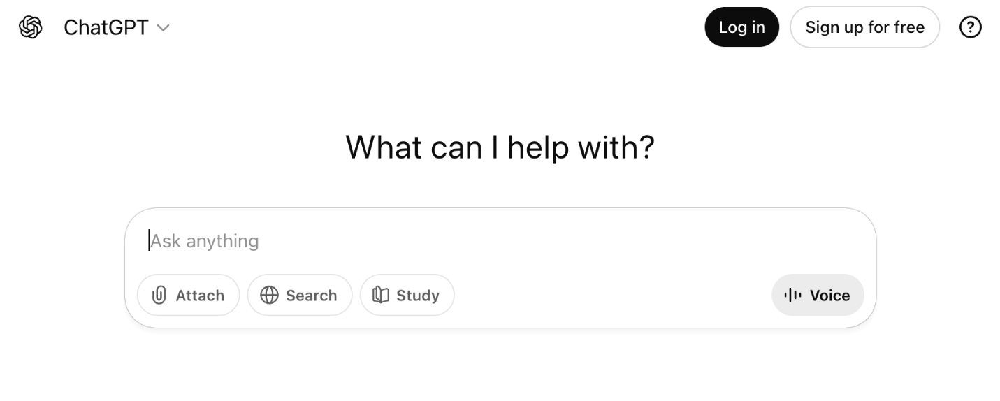 ChatGPT Log in Sign up for free ?
What can I help with?
Ask anything
Attach Search Study Voice